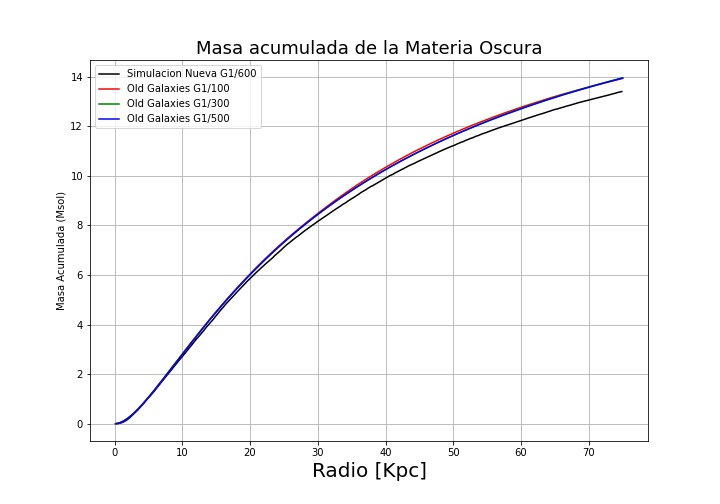 Masa acumulada de la Materia Oscura
Simulacion Nueva G1/600
Old Galaxies G1/100
Old Galaxies G1/300
Old Galaxies G1/500
Masa Acumulada (Msol)
14
12
10
8
6
4
2
0
0 10 20 30 40 50 60 70
Radio [Kpc]